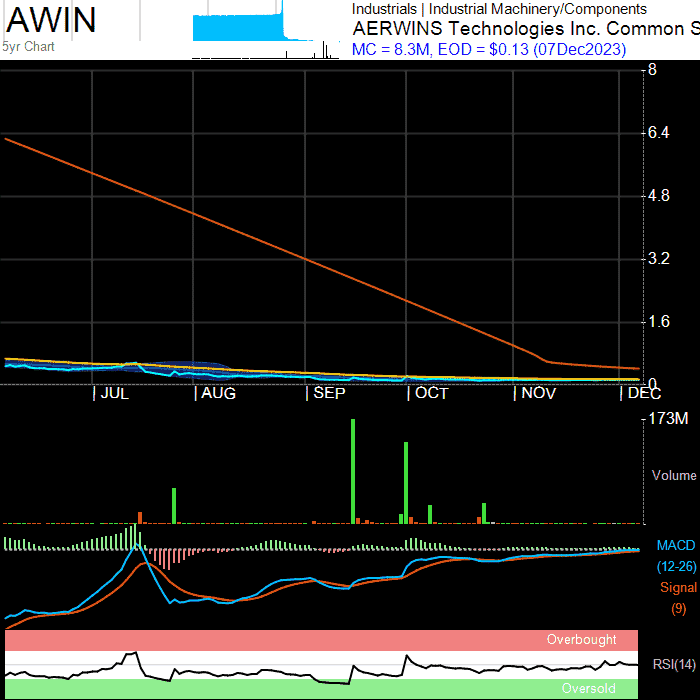 AWIN
5yr Chart
Industrials | Industrial Machinery/Components
AERWINS Technologies Inc. Common S
MC = 8.3M, EOD = $0.13 (07Dec2023)
8
6.4
4.8
3.2
1.6
0
JUL AUG SEP OCT NOV DEC
173M
Volume
MACD
(12-26)
Signal
(9)
Overbought
RSI(14)
Oversold